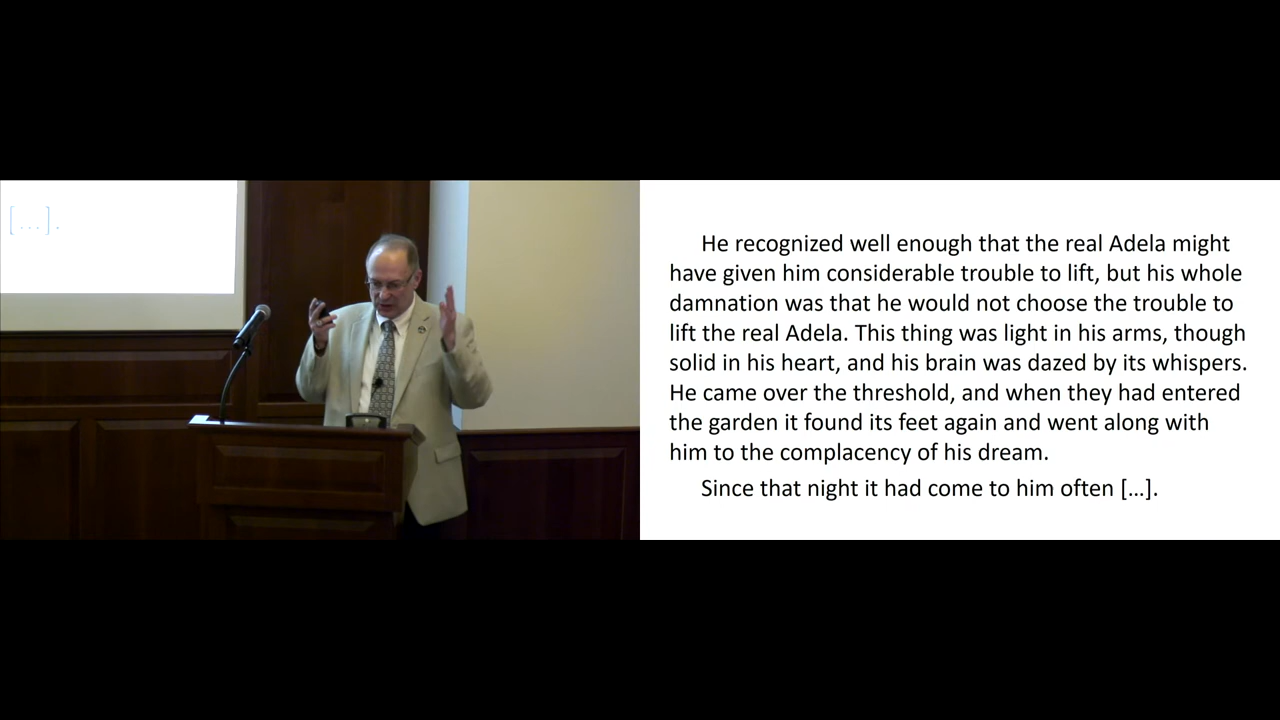 [...].
He recognized well enough that the real Adela might
have given him considerable trouble to lift, but his whole
damnation was that he would not choose the trouble to
lift the real Adela. This thing was light in his arms, though
solid in his heart, and his brain was dazed by its whispers.
He came over the threshold, and when they had entered
the garden it found its feet again and went along with
him to the complacency of his dream.
Since that night it had come to him often […].